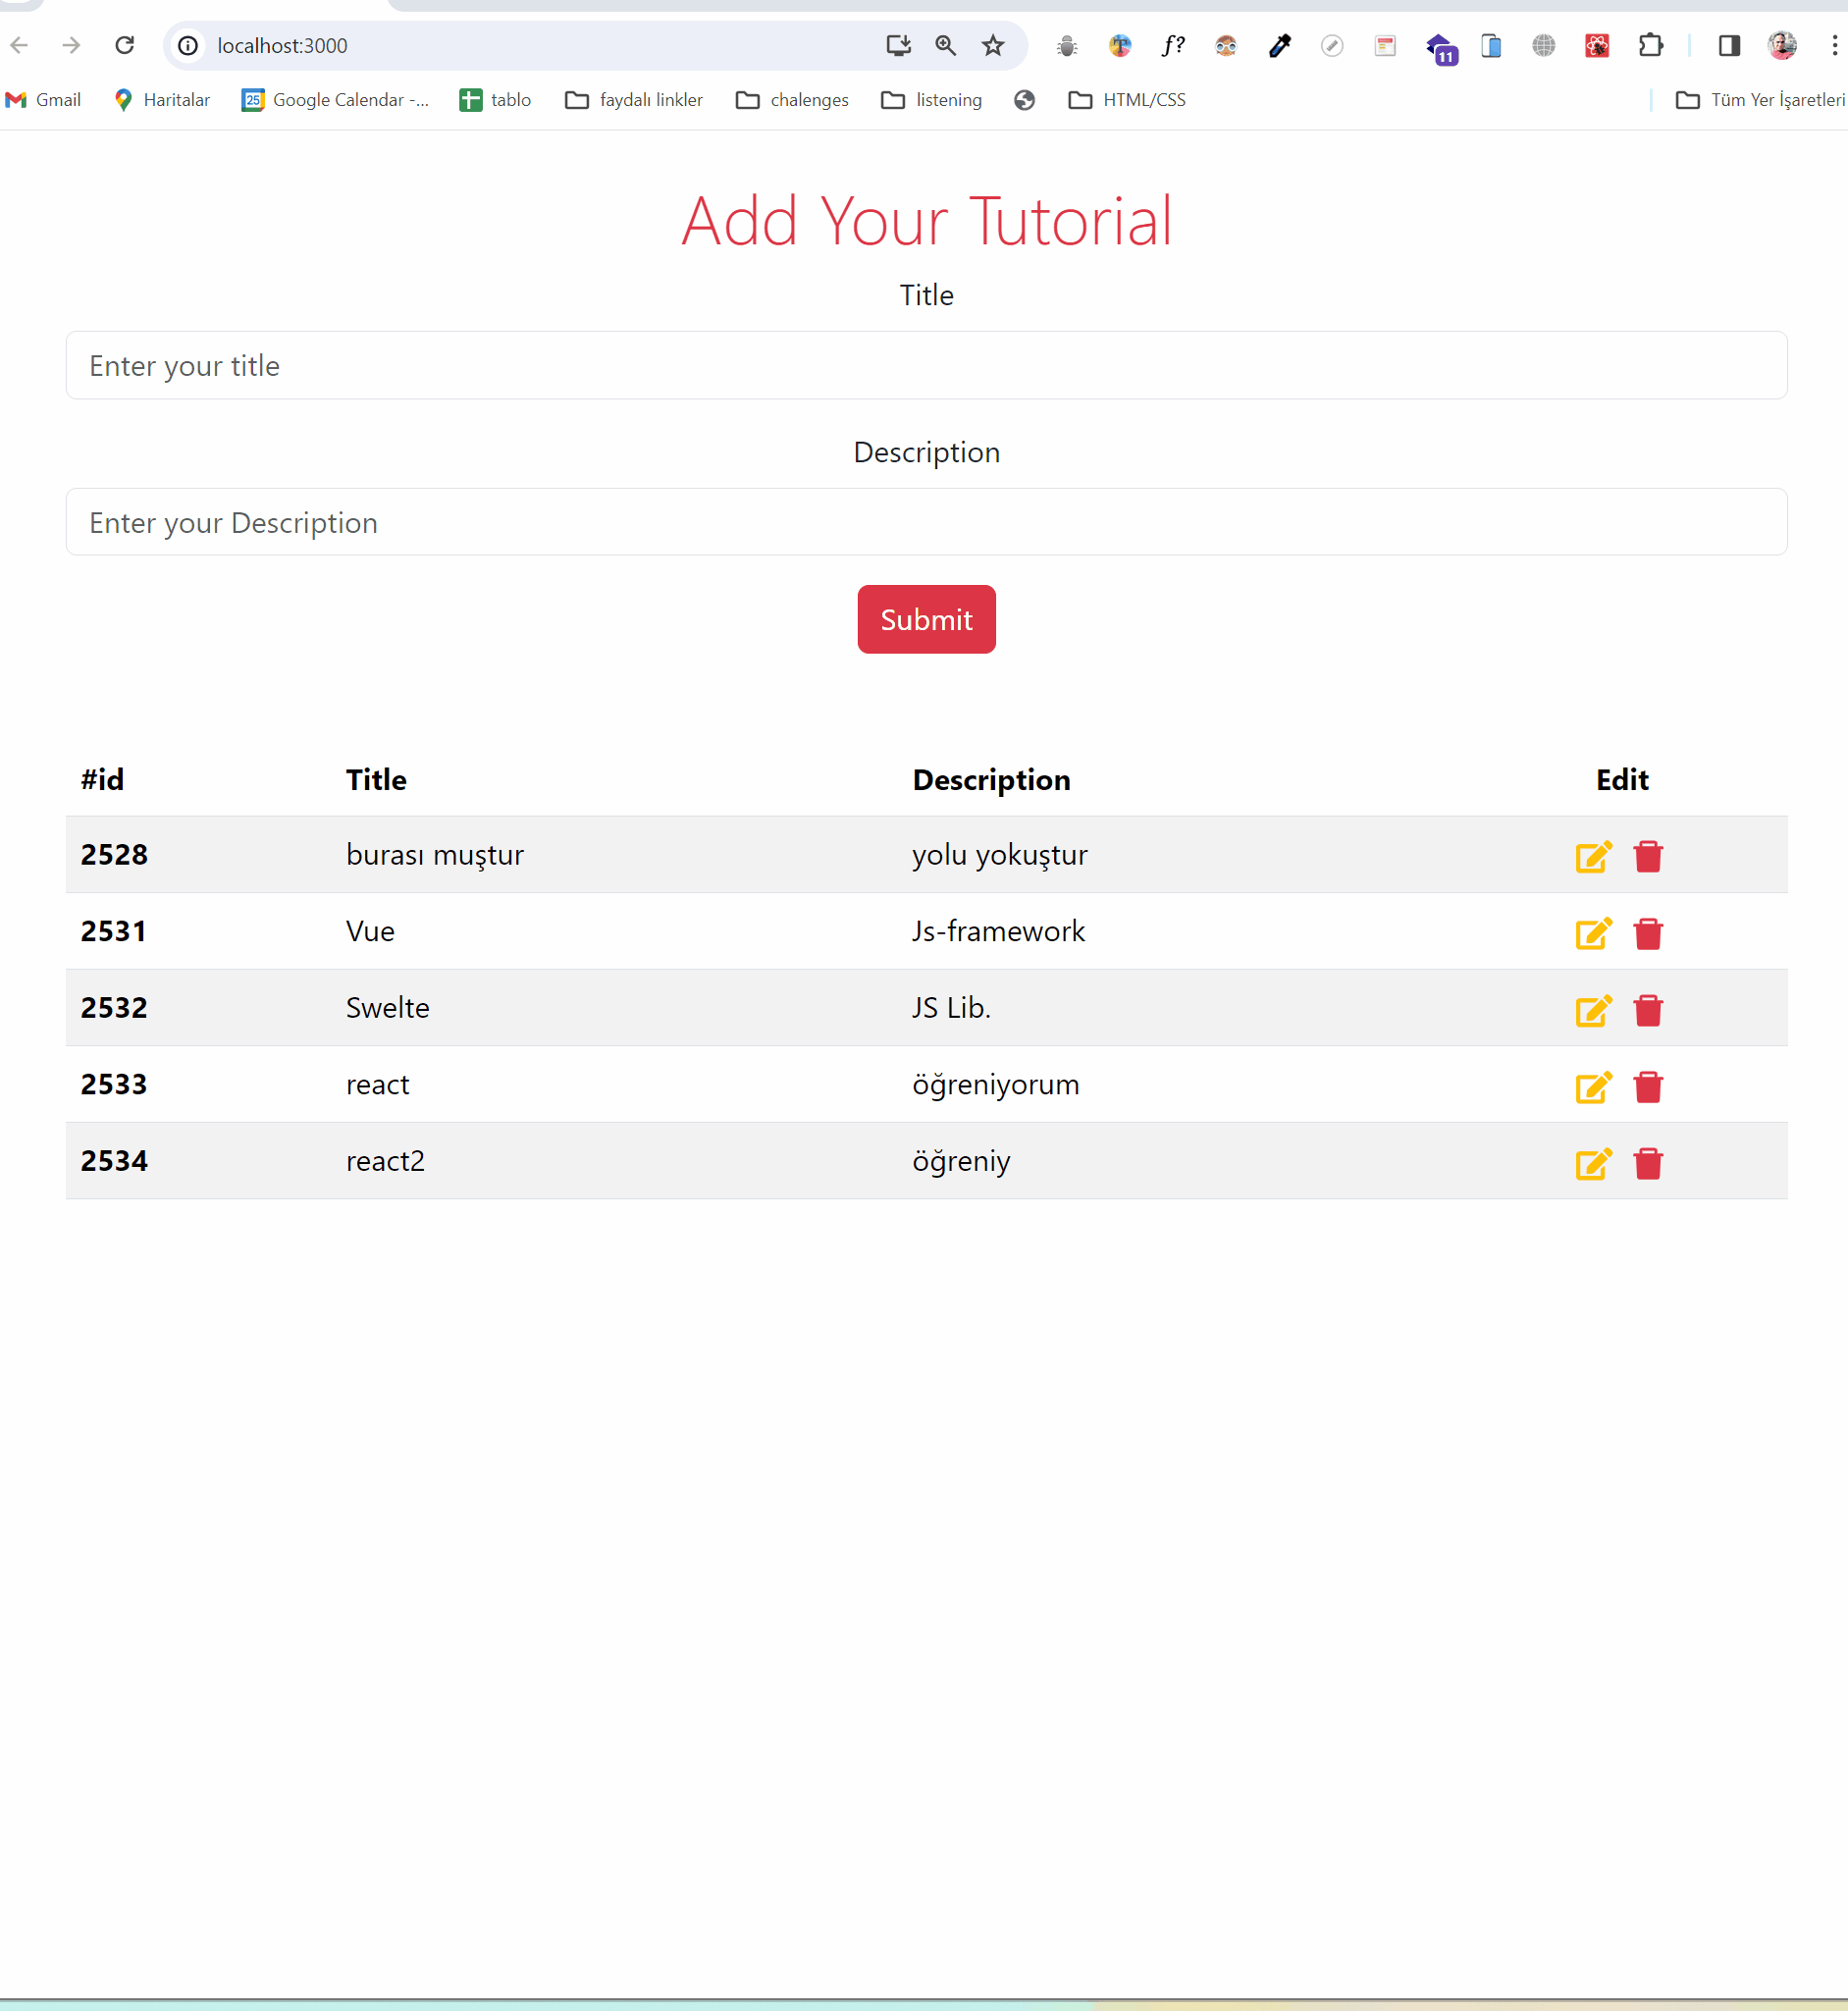 localhost:3000
f?
11
Gmail Haritalar 25 Google Calendar -... tablo faydalı linkler chalenges listening HTML/CSS Tüm Yer İşaretleri
Add Your Tutorial
Title
Enter your title
Description
Enter your Description
Submit
#id Title Description Edit
2528 burası muştur yolu yokuştur
2531 Vue Js-framework
2532 Swelte JS Lib.
2533 react öğreniyorum
2534 react2 öğreniy